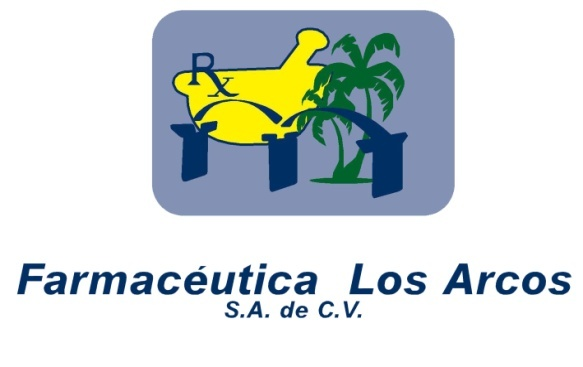 Rx
Farmacéutica Los Arcos
S.A. de C.V.